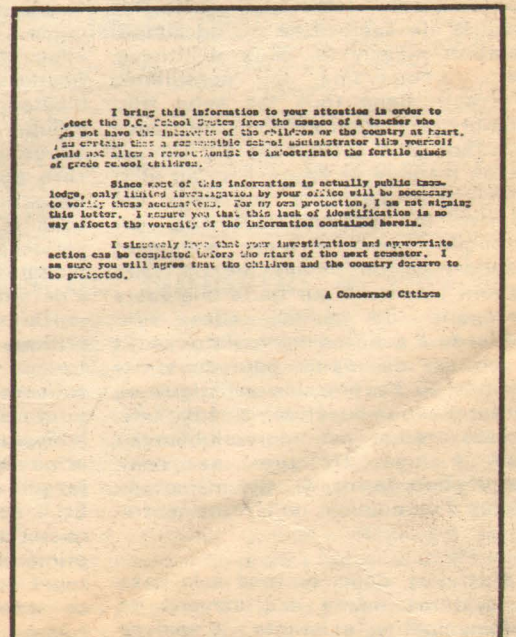 I bring this information to your attention in order to
protect the D.C. School System from the menace of a teacher who
does not have the interests of the children or the country at heart.
I am certain that a responsible school administrator like yourself
would not allow a revolutionist to indoctrinate the fertile minds
of grade school children.
Since most of this information is actually public know-
ledge, only limited investigation by your office will be necessary
to verify these accusations. For my own protection, I am not signing
this letter. I assure you that this lack of identification in no
way affects the veracity of the information contained herein.
I sincerely hope that your investigation and appropriate
action can be completed before the start of the next semester. I
am sure you will agree that the children and the country deserve to
be protected.
A Concerned Citizen